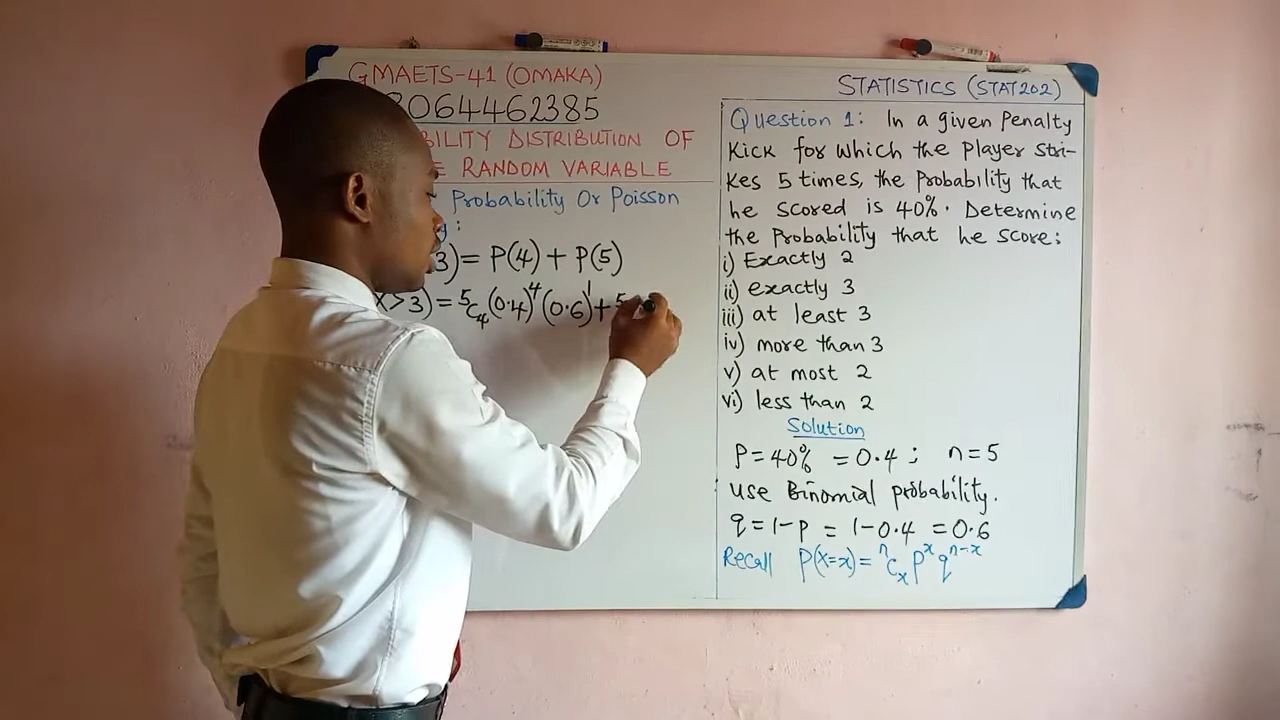 GMAETS-41 (OMAKA)
8064462385
BILITY DISTRIBUTION OF
RANDOM VARIABLE
Probability Or Poisson
3) = P(4) + P(5)
X > 3) = ⁵C₄(0.4)⁴(0.6)¹ + ⁵
STATISTICS (STAT202)
Question 1: In a given Penalty
Kick for which the Player Stri-
Kes 5 times, the Probability that
he Scored is 40%. Determine
the Probability that he Score:
i) Exactly 2
ii) exactly 3
iii) at least 3
iv) more than 3
v) at most 2
vi) less than 2
Solution
P = 40% = 0.4 ; n = 5
Use Binomial probability.
q = 1 - p = 1 - 0.4 = 0.6
Recall P(X=x) = ⁿCₓ pˣ qⁿ⁻ˣ